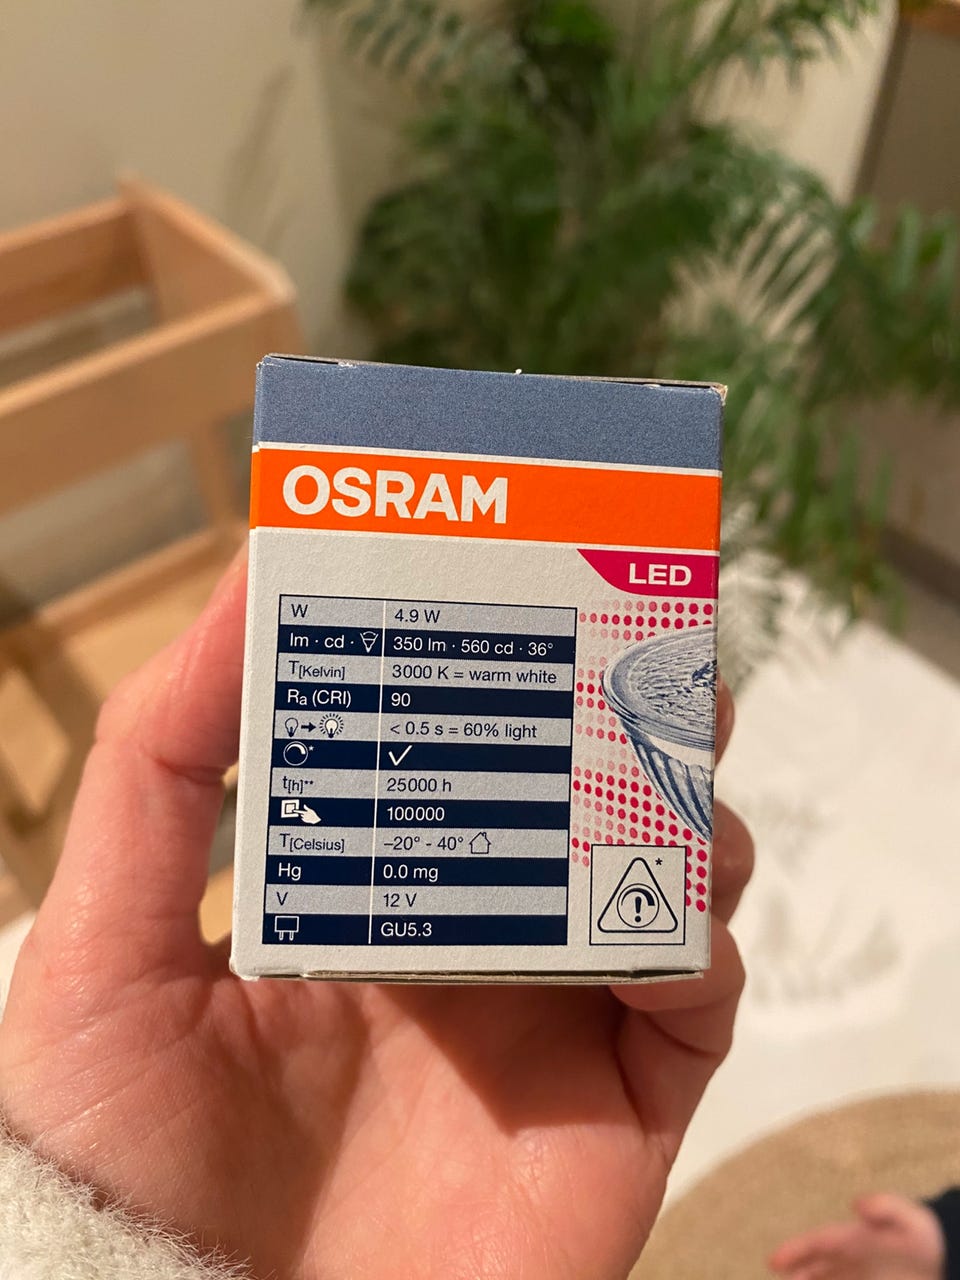 OSRAM
LED
W 4.9 W
lm · cd · 350 lm · 560 cd · 36°
T[Kelvin] 3000 K = warm white
Ra (CRI) 90
< 0.5 s = 60% light
* ✓
t[h]** 25000 h
100000
T[Celsius] –20° - 40°
Hg 0.0 mg
V 12 V
GU5.3
! *